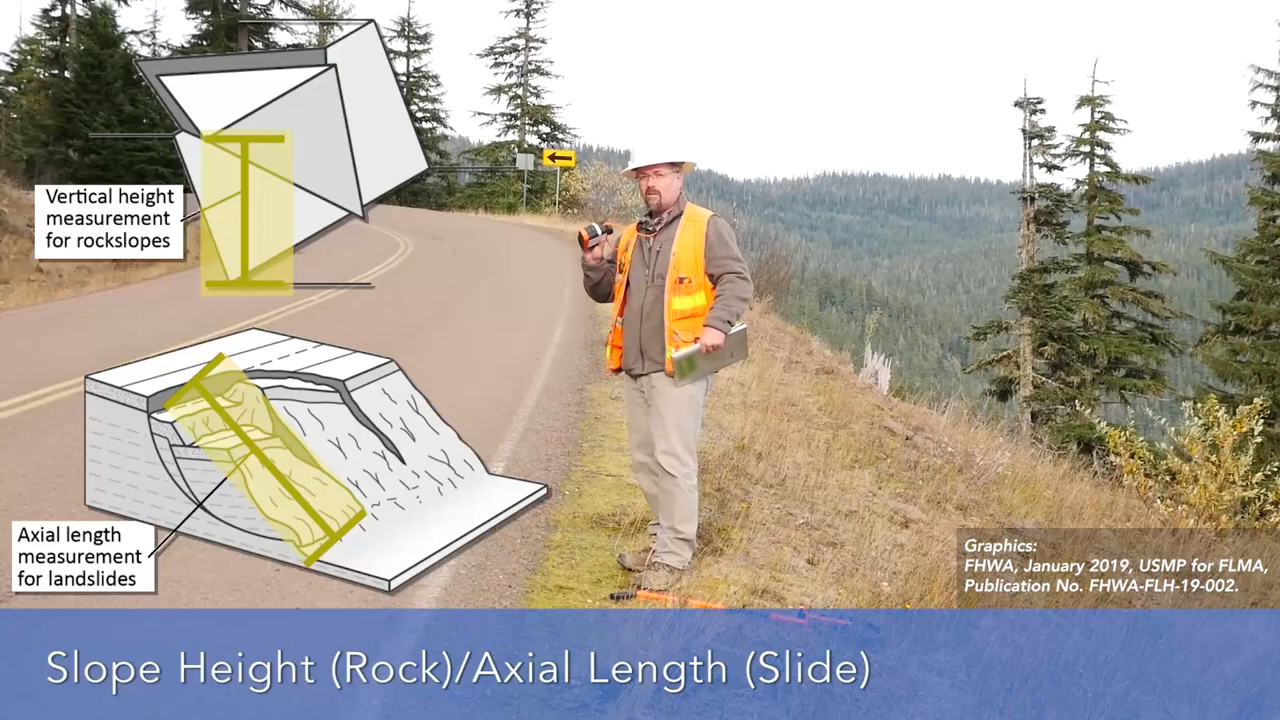 Vertical height
measurement
for rockslopes
Axial length
measurement
for landslides
Graphics:
FHWA, January 2019, USMP for FLMA,
Publication No. FHWA-FLH-19-002.
Slope Height (Rock)/Axial Length (Slide)